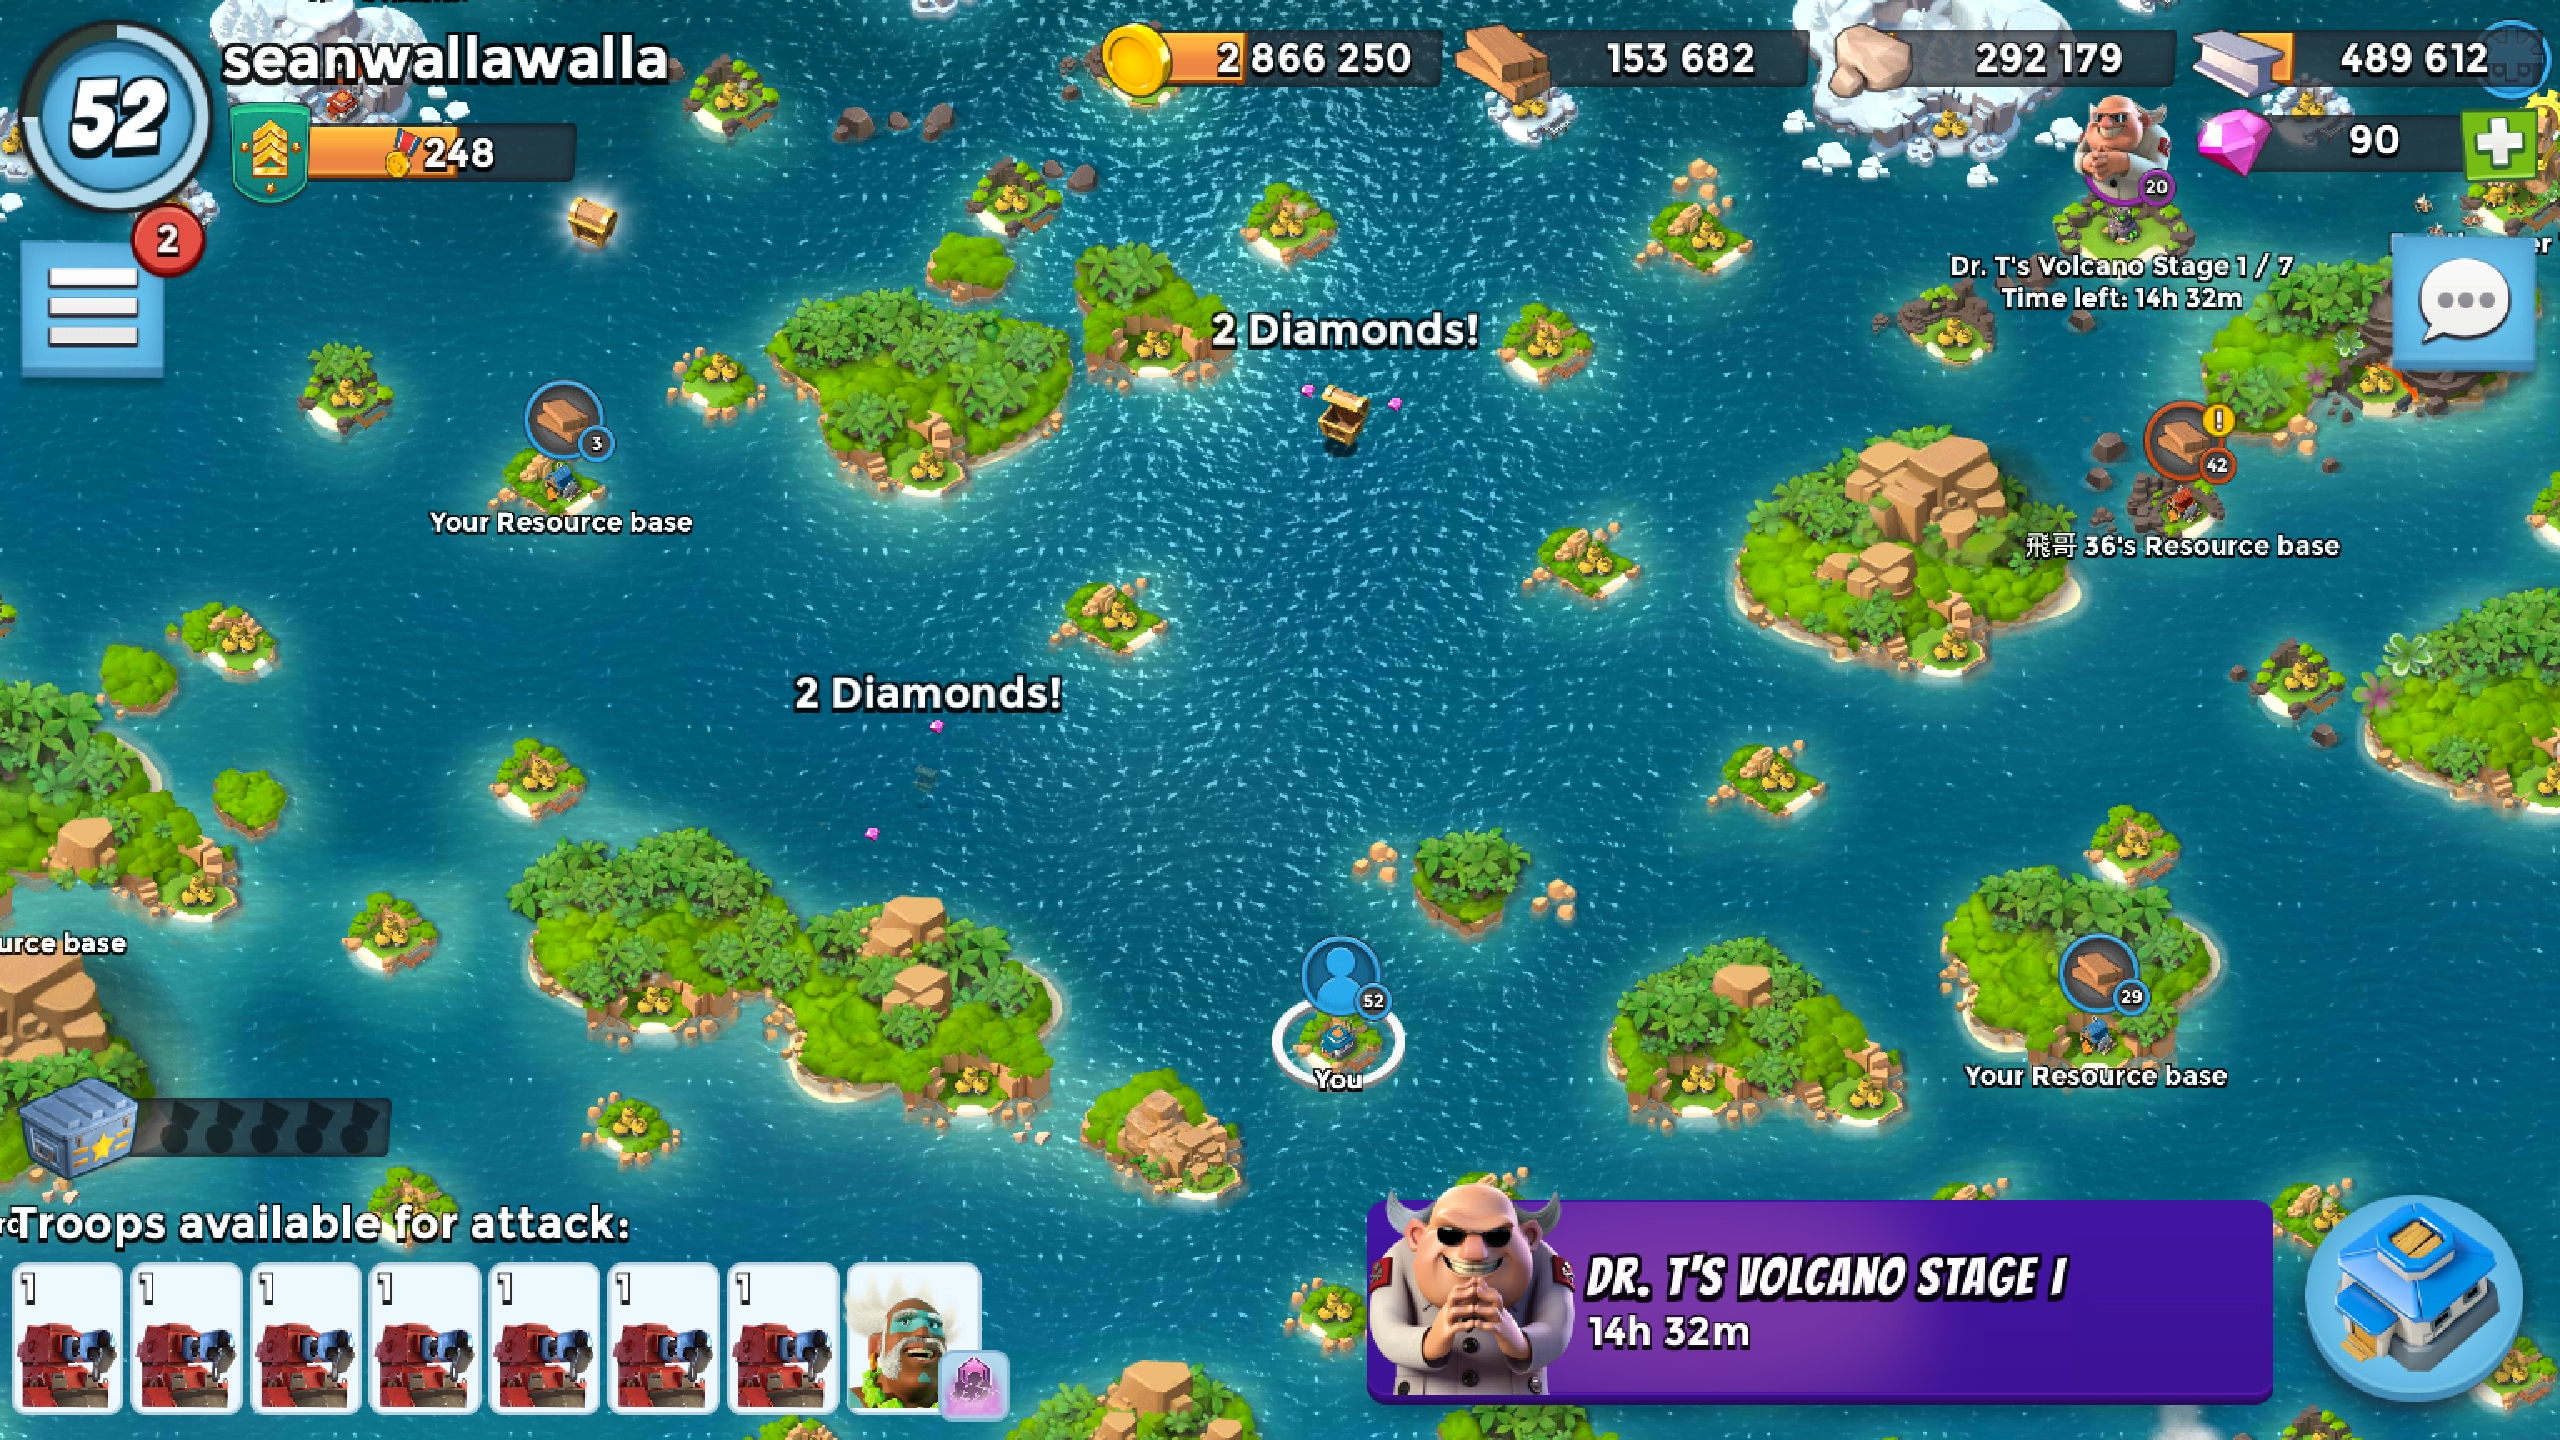 52
seanwallawalla
248
2 866 250
153 682
292 179
489 612
90
2
20
Dr. T's Volcano Stage 1 / 7
Time left: 14h 32m
2 Diamonds!
3
Your Resource base
42
飛哥 36's Resource base
2 Diamonds!
urce base
52
You
29
Your Resource base
Troops available for attack:
1
1
1
1
1
1
1
DR. T'S VOLCANO STAGE I
14h 32m